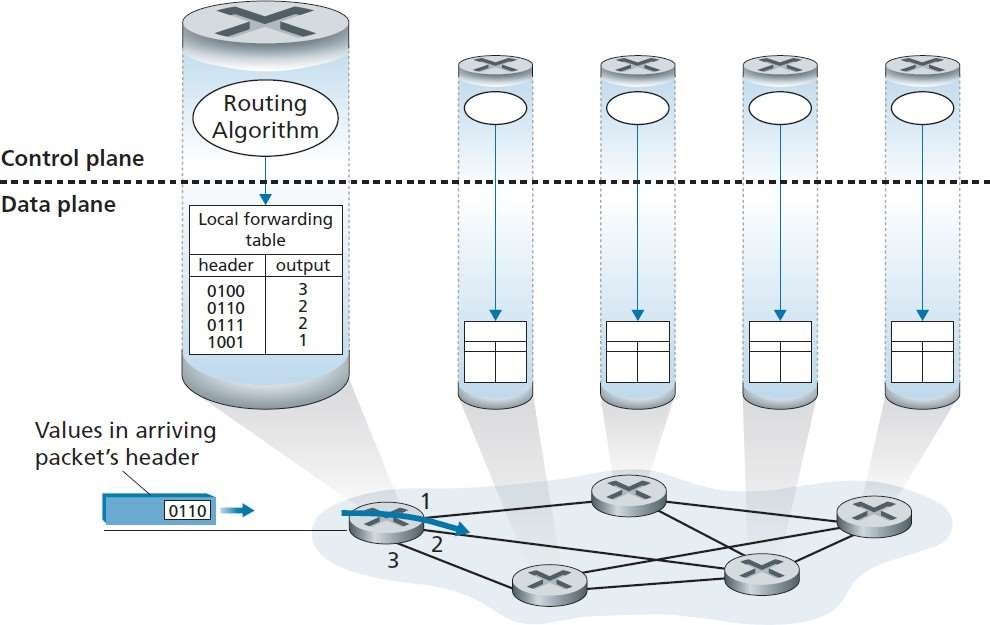 Routing
Algorithm
Control plane
Data plane
Local forwarding
table
header output
0100 3
0110 2
0111 2
1001 1
Values in arriving
packet's header
0110
1
2
3